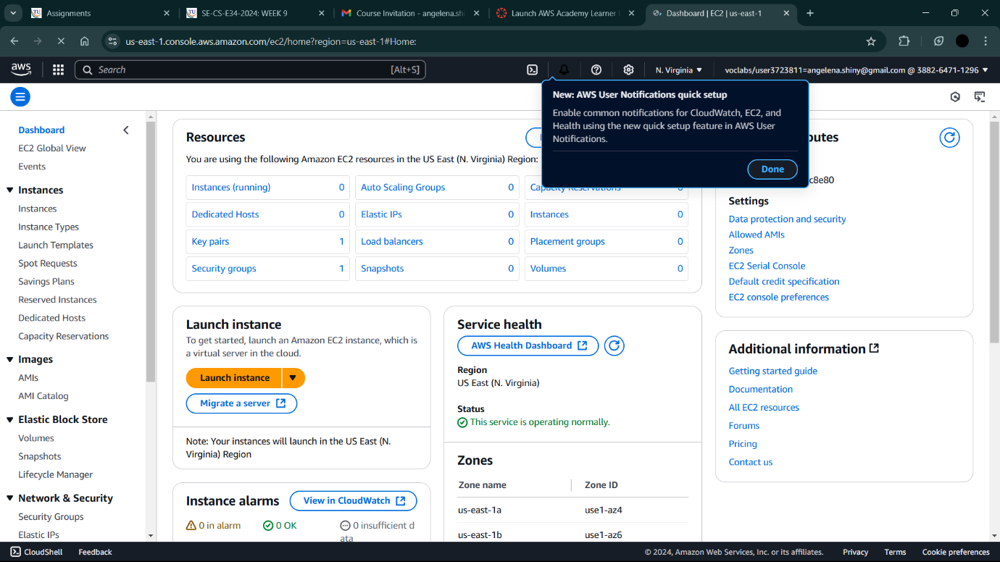 Assignments
SE-CS-E34-2024: WEEK 9
Course Invitation - angelena.shi
Launch AWS Academy Learner
Dashboard | EC2 | us-east-1
us-east-1.console.aws.amazon.com/ec2/home?region=us-east-1#Home:
aws
Search
[Alt+S]
N. Virginia
voclabs/user3723811=angelena.shiny@gmail.com @ 3882-6471-1296
New: AWS User Notifications quick setup
Enable common notifications for CloudWatch, EC2, and
Health using the new quick setup feature in AWS User
Notifications.
Done
Dashboard
EC2 Global View
Events
Instances
Instances
Instance Types
Launch Templates
Spot Requests
Savings Plans
Reserved Instances
Dedicated Hosts
Capacity Reservations
Images
AMIs
AMI Catalog
Elastic Block Store
Volumes
Snapshots
Lifecycle Manager
Network & Security
Security Groups
Elastic IPs
Resources
You are using the following Amazon EC2 resources in the US East (N. Virginia) Region:
Instances (running) 0
Auto Scaling Groups 0
Capacity Reservations 0
Dedicated Hosts 0
Elastic IPs 0
Instances 0
Key pairs 1
Load balancers 0
Placement groups 0
Security groups 1
Snapshots 0
Volumes 0
Launch instance
To get started, launch an Amazon EC2 instance, which is
a virtual server in the cloud.
Launch instance
Migrate a server
Note: Your instances will launch in the US East (N.
Virginia) Region
Instance alarms
View in CloudWatch
0 in alarm
0 OK
0 insufficient d
ata
Service health
AWS Health Dashboard
Region
US East (N. Virginia)
Status
This service is operating normally.
Zones
Zone name
Zone ID
us-east-1a
use1-az4
us-east-1b
use1-az6
butes
c8e80
Settings
Data protection and security
Allowed AMIs
Zones
EC2 Serial Console
Default credit specification
EC2 console preferences
Additional information
Getting started guide
Documentation
All EC2 resources
Forums
Pricing
Contact us
CloudShell
Feedback
© 2024, Amazon Web Services, Inc. or its affiliates.
Privacy
Terms
Cookie preferences